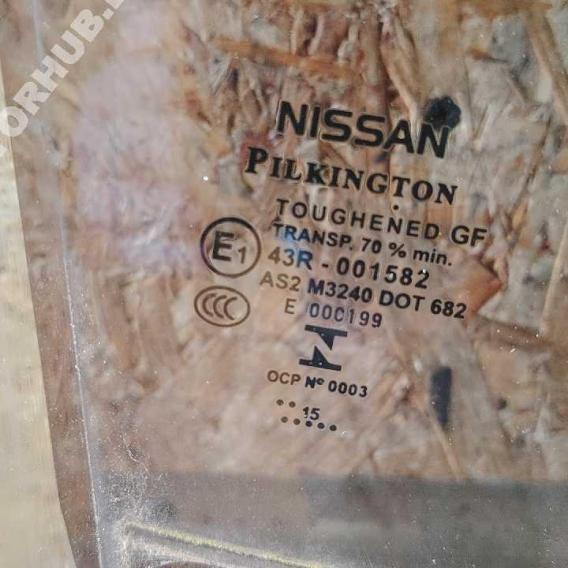 ORHUB.
NISSAN
PILKINGTON
TOUGHENED GF
TRANSP. 70 % min.
E1 43R - 001582
CCC AS2 M3240 DOT 682
E 000199
OCP Nº 0003
.. 15
......